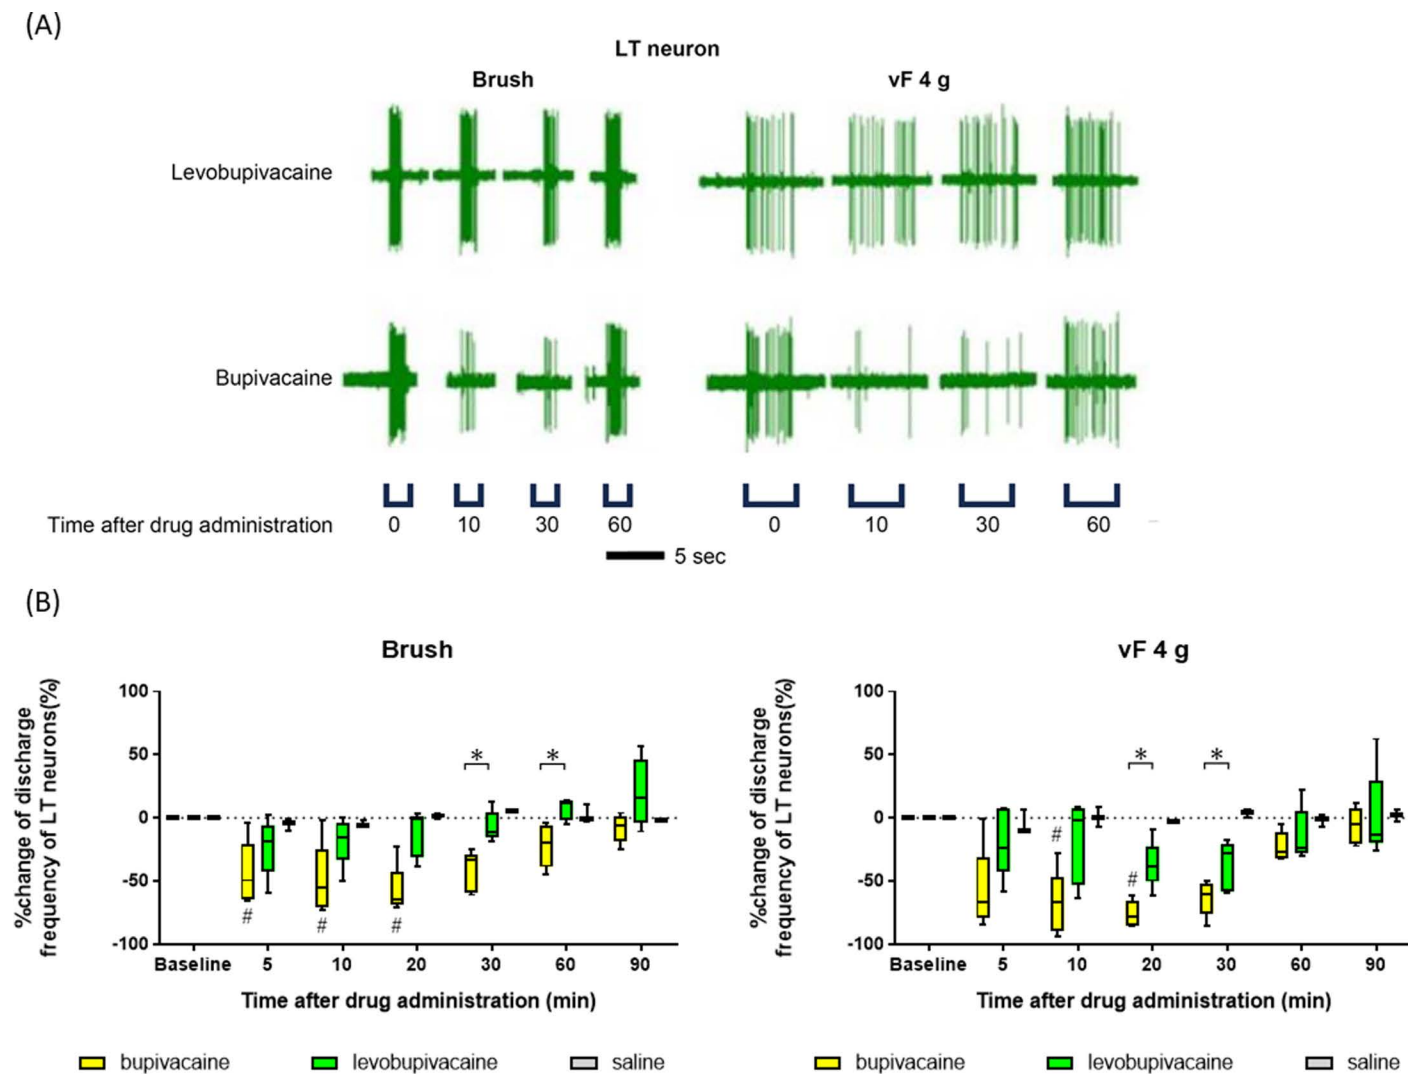 (A)
LT neuron
Brush
vF 4 g
Levobupivacaine
Bupivacaine
Time after drug administration
0 10 30 60 0 10 30 60
5 sec
(B)
Brush
%change of discharge
frequency of LT neurons(%)
100
50
0
-50
-100
* *
# # #
Baseline 5 10 20 30 60 90
Time after drug administration (min)
bupivacaine levobupivacaine saline
vF 4 g
%change of discharge
frequency of LT neurons(%)
100
50
0
-50
-100
* *
# #
Baseline 5 10 20 30 60 90
Time after drug administration (min)
bupivacaine levobupivacaine saline